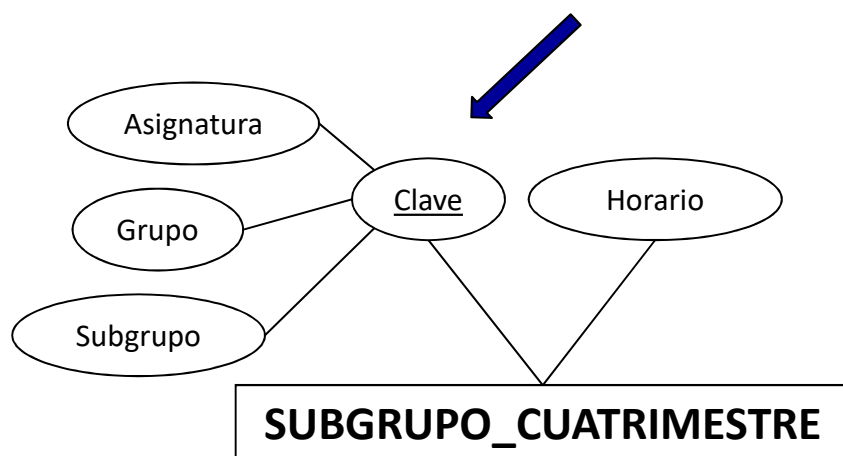 Asignatura
Clave
Horario
Grupo
Subgrupo
SUBGRUPO_CUATRIMESTRE